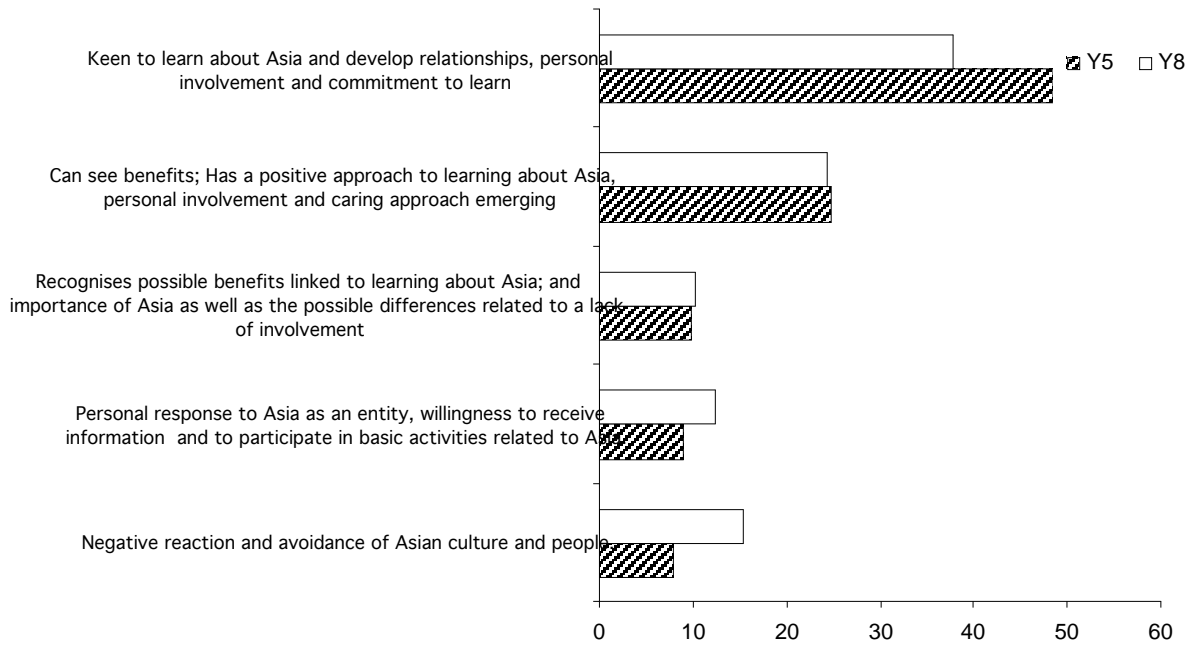 Keen to learn about Asia and develop relationships, personal
involvement and commitment to learn
Y5 Y8
Can see benefits; Has a positive approach to learning about Asia,
personal involvement and caring approach emerging
Recognises possible benefits linked to learning about Asia; and
importance of Asia as well as the possible differences related to a lack
of involvement
Personal response to Asia as an entity, willingness to receive
information and to participate in basic activities related to Asia
Negative reaction and avoidance of Asian culture and people
0 10 20 30 40 50 60